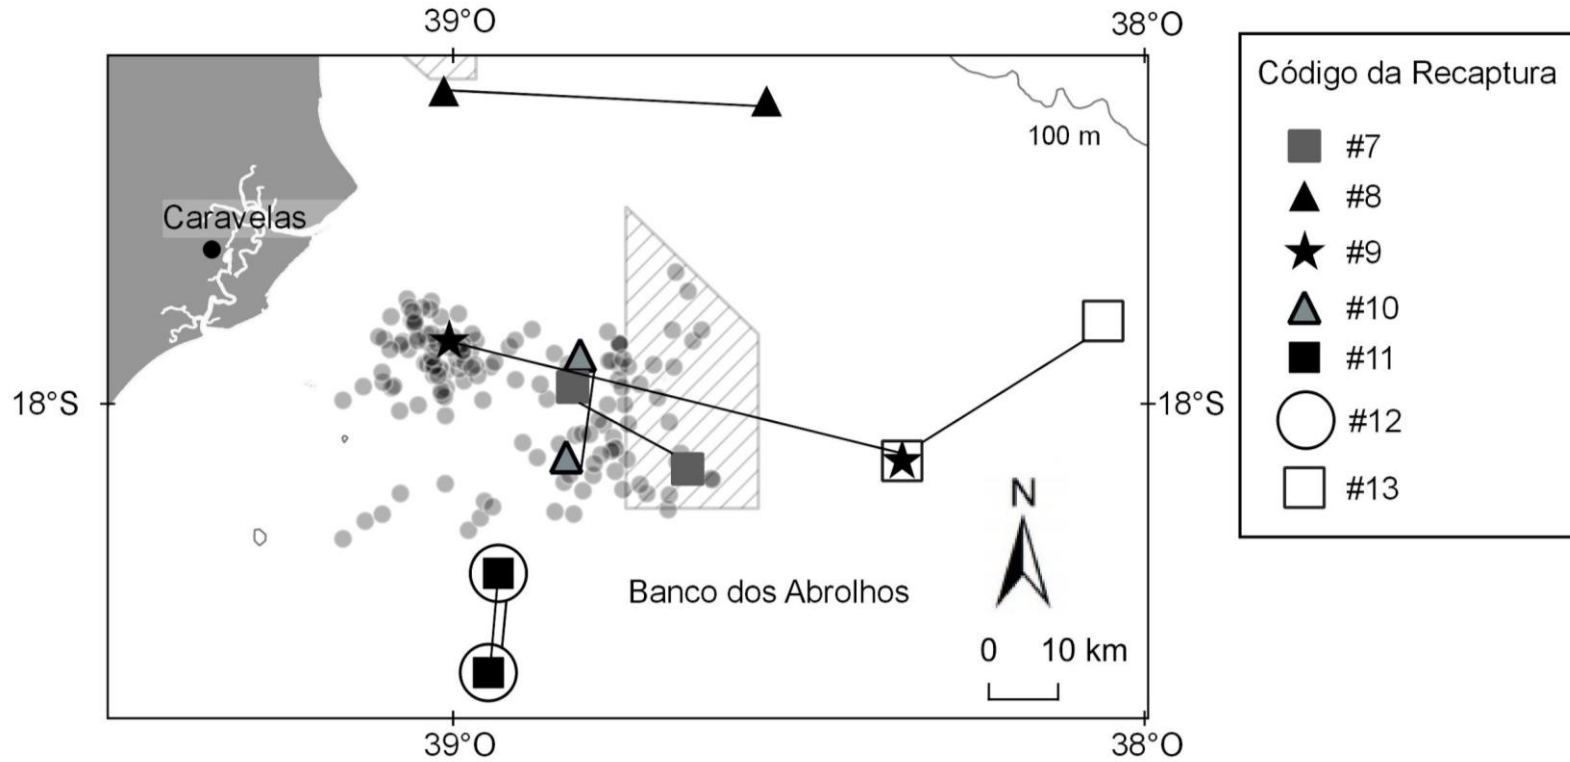 39°O
38°O
Código da Recaptura
100 m
#7
#8
Caravelas
#9
#10
#11
18°S
18°S
#12
#13
N
Banco dos Abrolhos
0 10 km
39°O
38°O